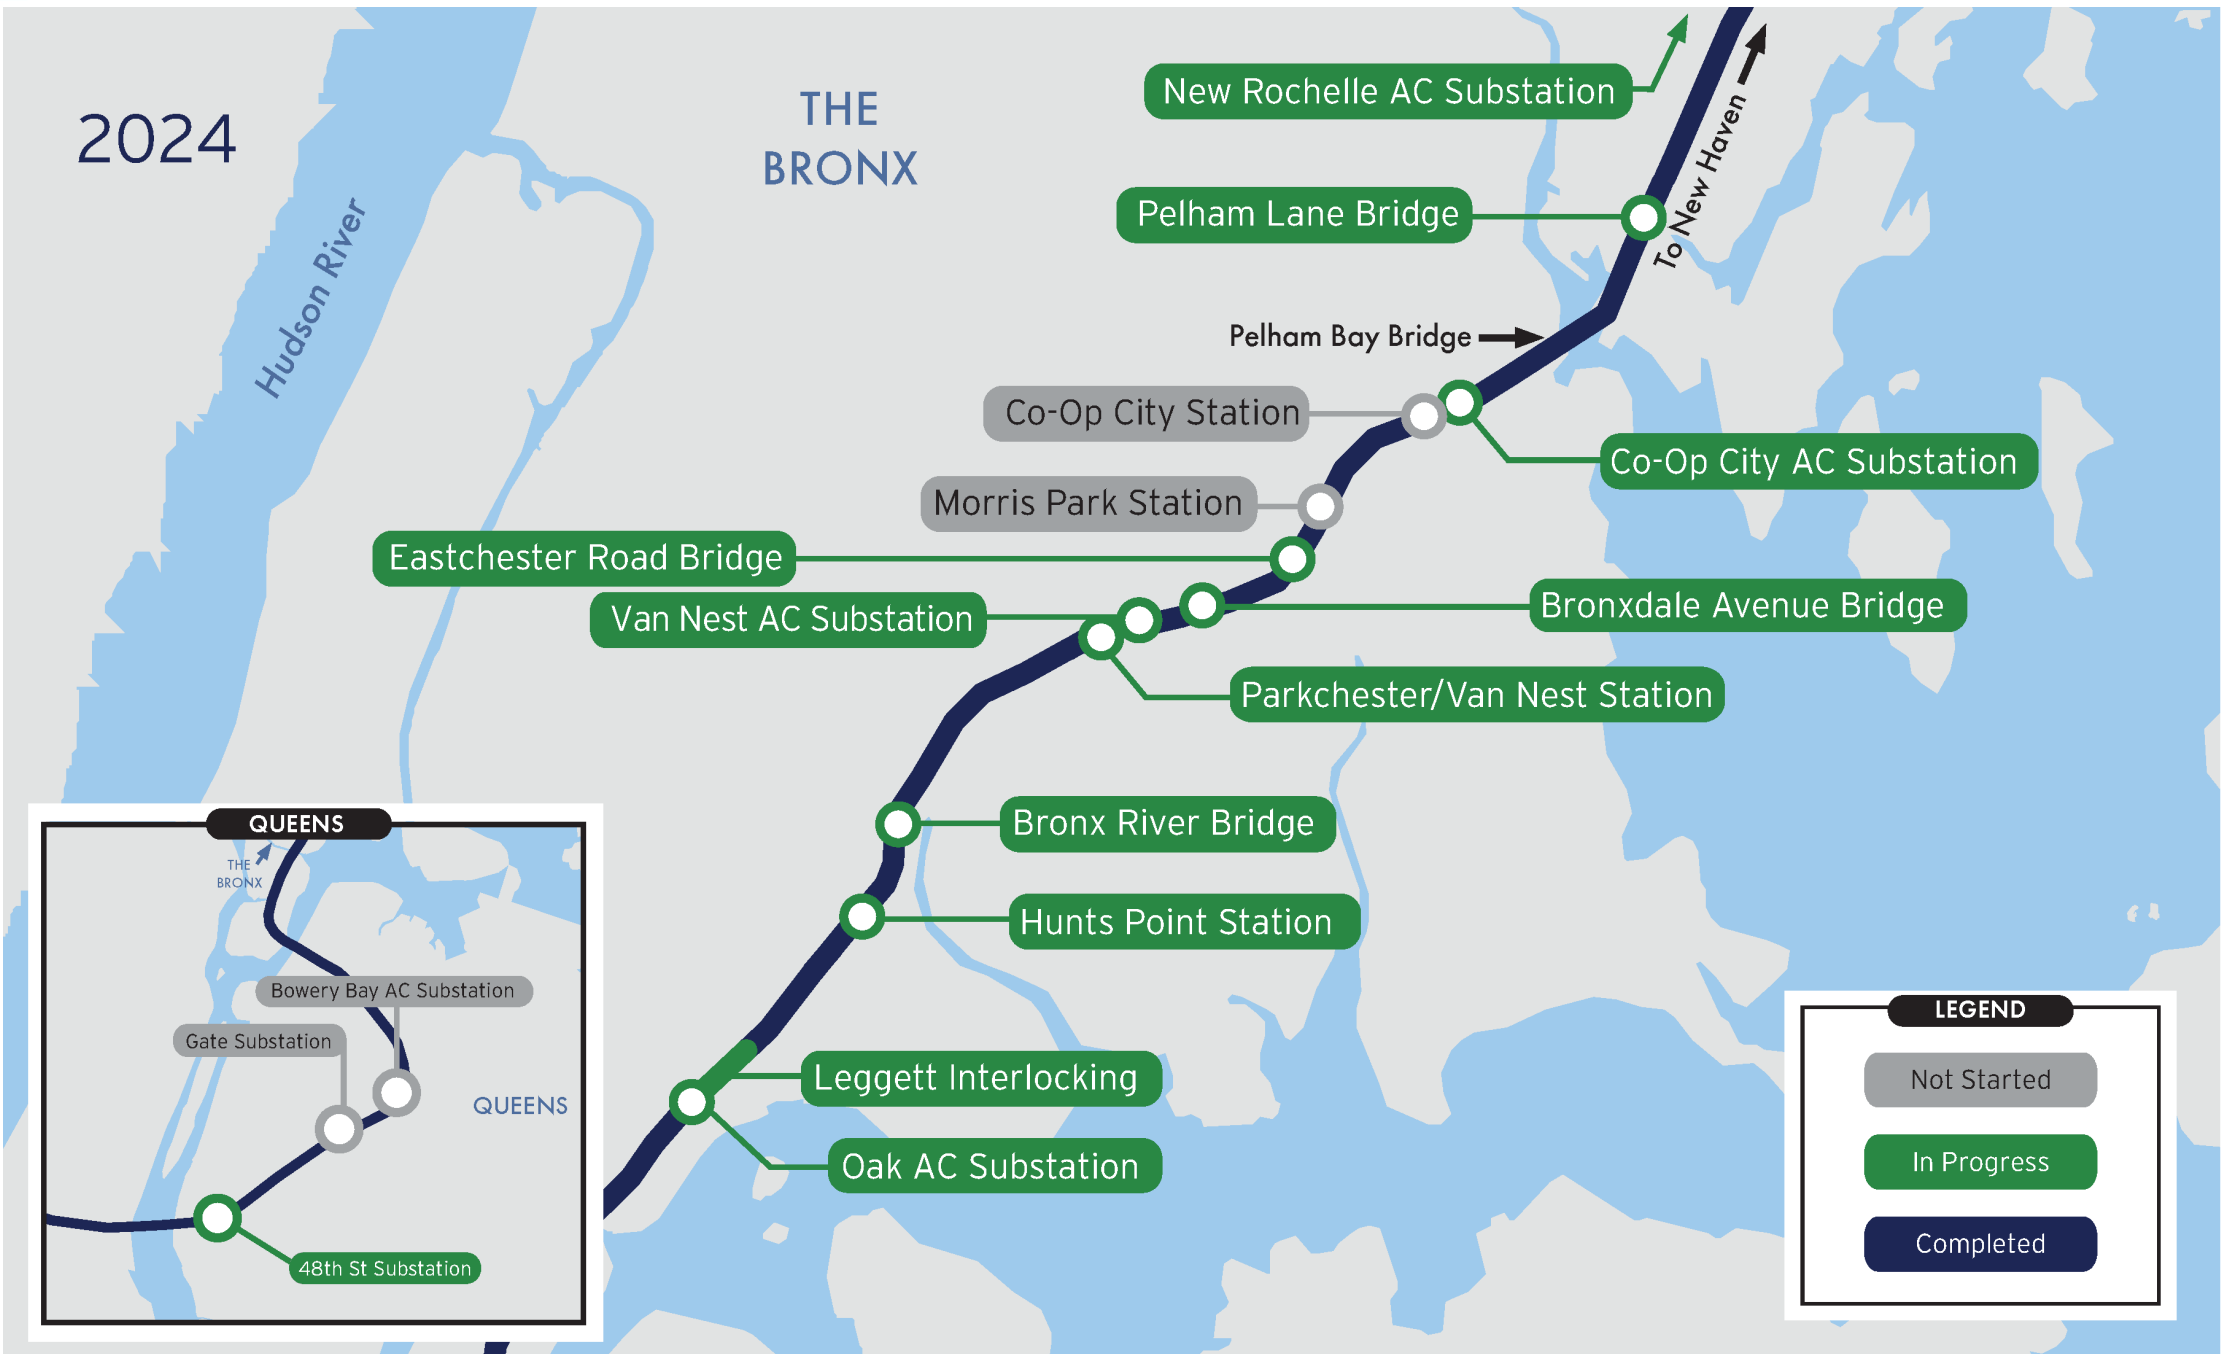 2024
THE
BRONX
Hudson River
New Rochelle AC Substation
To New Haven
Pelham Lane Bridge
Pelham Bay Bridge
Co-Op City Station
Co-Op City AC Substation
Morris Park Station
Eastchester Road Bridge
Van Nest AC Substation
Bronxdale Avenue Bridge
Parkchester/Van Nest Station
Bronx River Bridge
Hunts Point Station
Leggett Interlocking
Oak AC Substation
QUEENS
THE
BRONX
Bowery Bay AC Substation
Gate Substation
QUEENS
48th St Substation
LEGEND
Not Started
In Progress
Completed